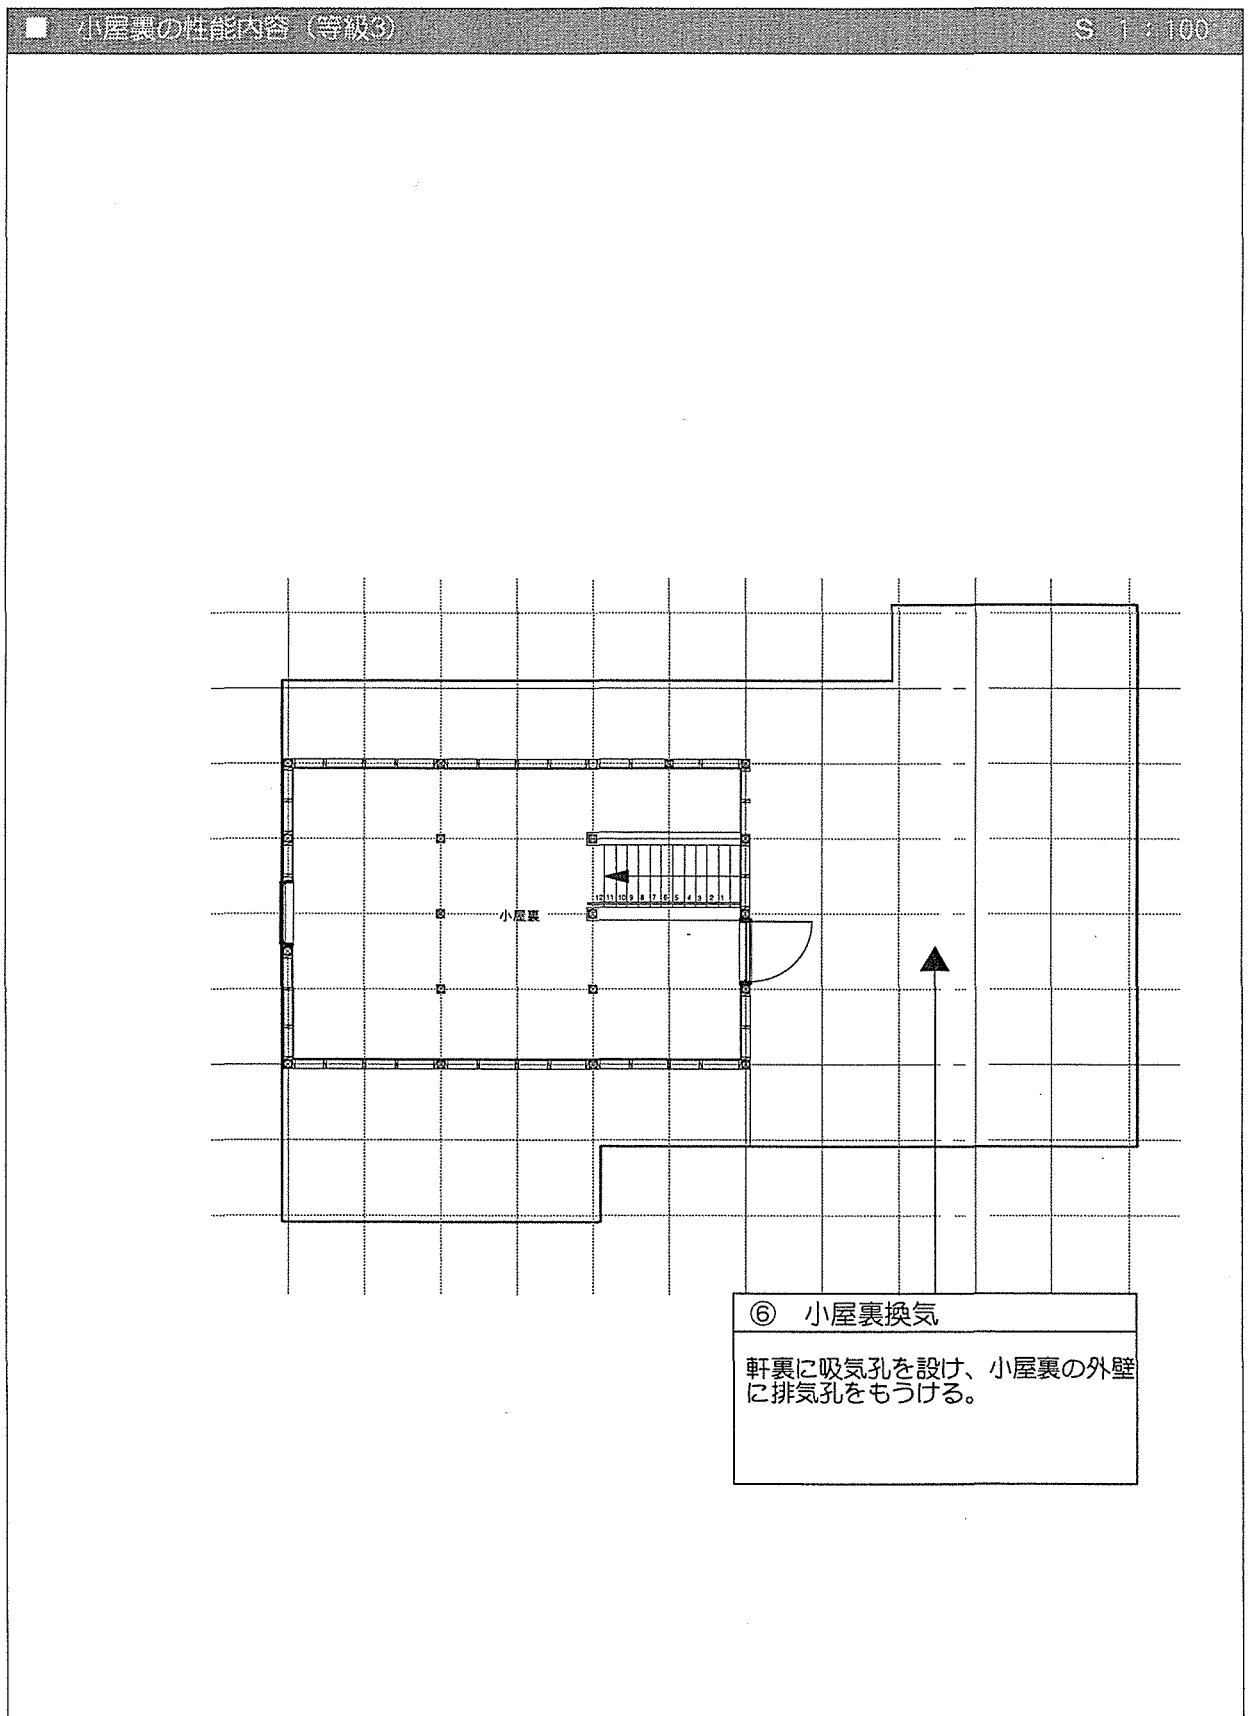 ■ 小屋裏の性能内容（等級3） S 1：100
12 11 10 9 8 7 6 5 4 3 2 1
小屋裏
⑥ 小屋裏換気
軒裏に吸気孔を設け、小屋裏の外壁
に排気孔をもうける。